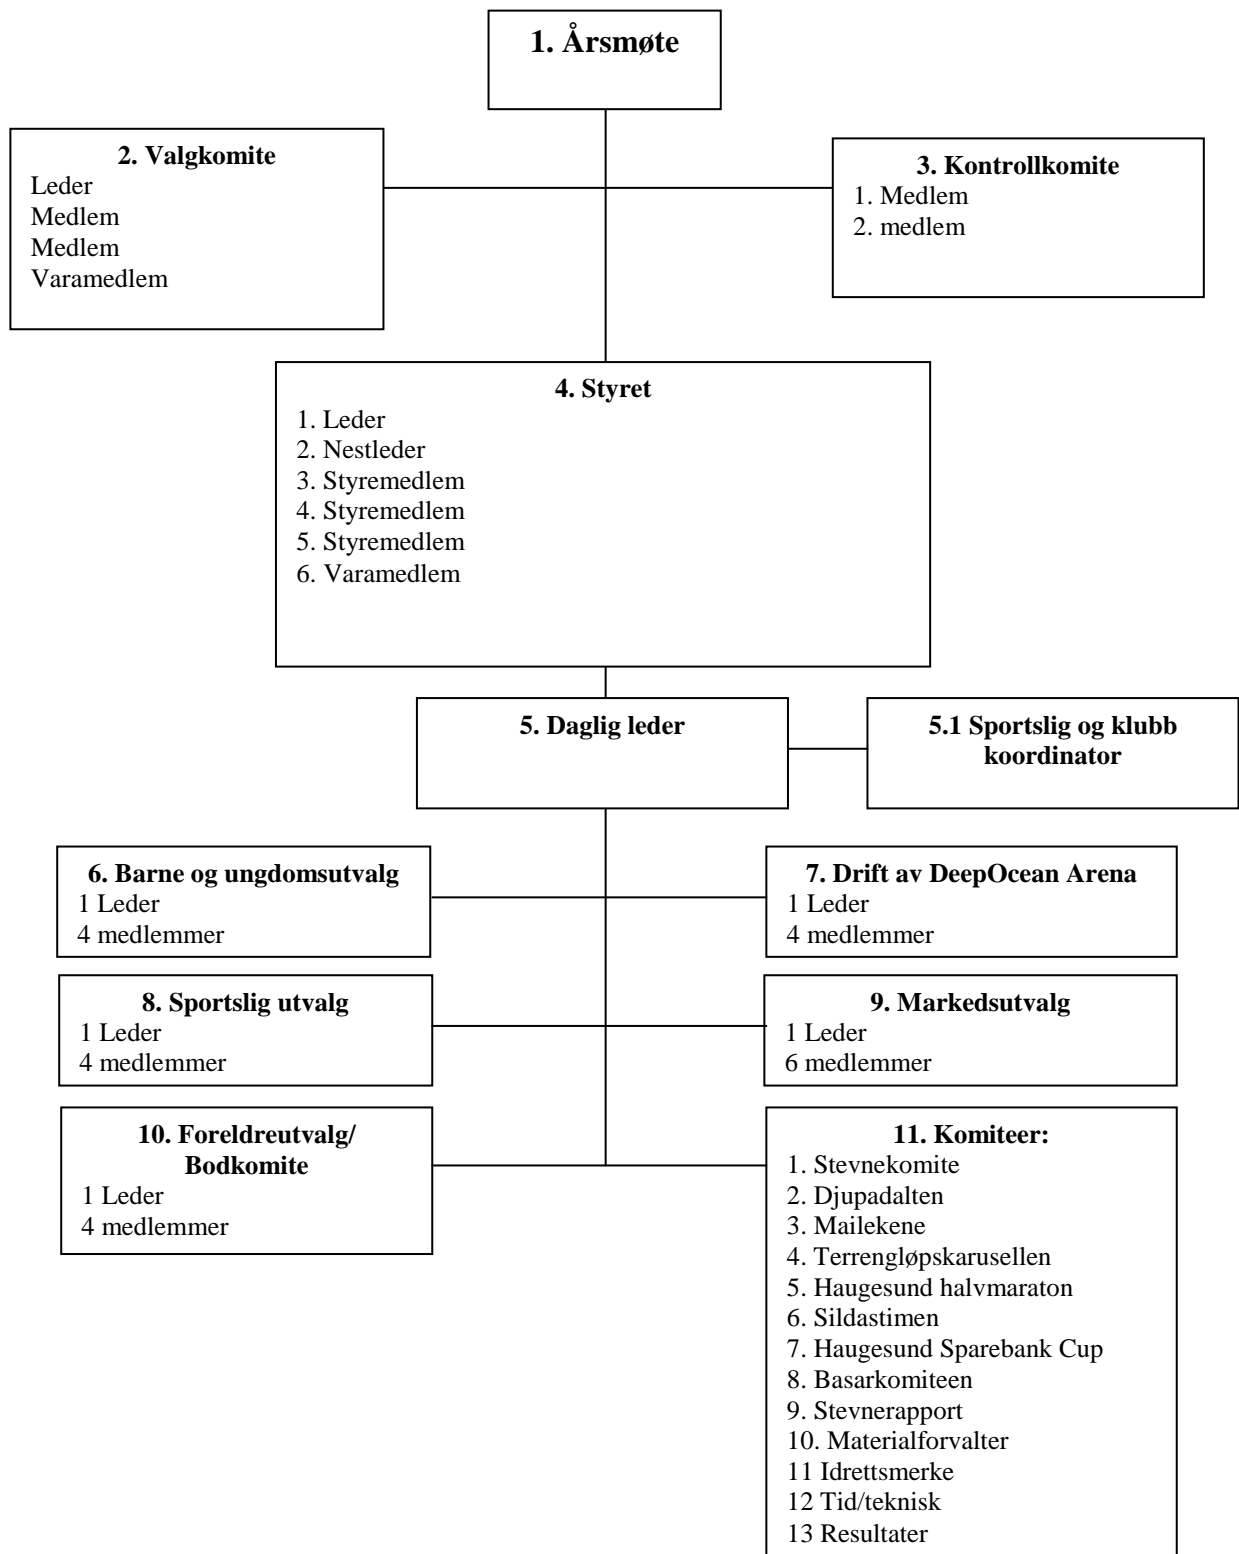 1. Årsmøte
2. Valgkomite
Leder
Medlem
Medlem
Varamedlem
3. Kontrollkomite
1. Medlem
2. medlem
4. Styret
1. Leder
2. Nestleder
3. Styremedlem
4. Styremedlem
5. Styremedlem
6. Varamedlem
5. Daglig leder
5.1 Sportslig og klubb
koordinator
6. Barne og ungdomsutvalg
1 Leder
4 medlemmer
7. Drift av DeepOcean Arena
1 Leder
4 medlemmer
8. Sportslig utvalg
1 Leder
4 medlemmer
9. Markedsutvalg
1 Leder
6 medlemmer
10. Foreldreutvalg/
Bodkomite
1 Leder
4 medlemmer
11. Komiteer:
1. Stevnekomite
2. Djupadalten
3. Mailekene
4. Terrengløpskarusellen
5. Haugesund halvmaraton
6. Sildastimen
7. Haugesund Sparebank Cup
8. Basarkomiteen
9. Stevnerapport
10. Materialforvalter
11 Idrettsmerke
12 Tid/teknisk
13 Resultater